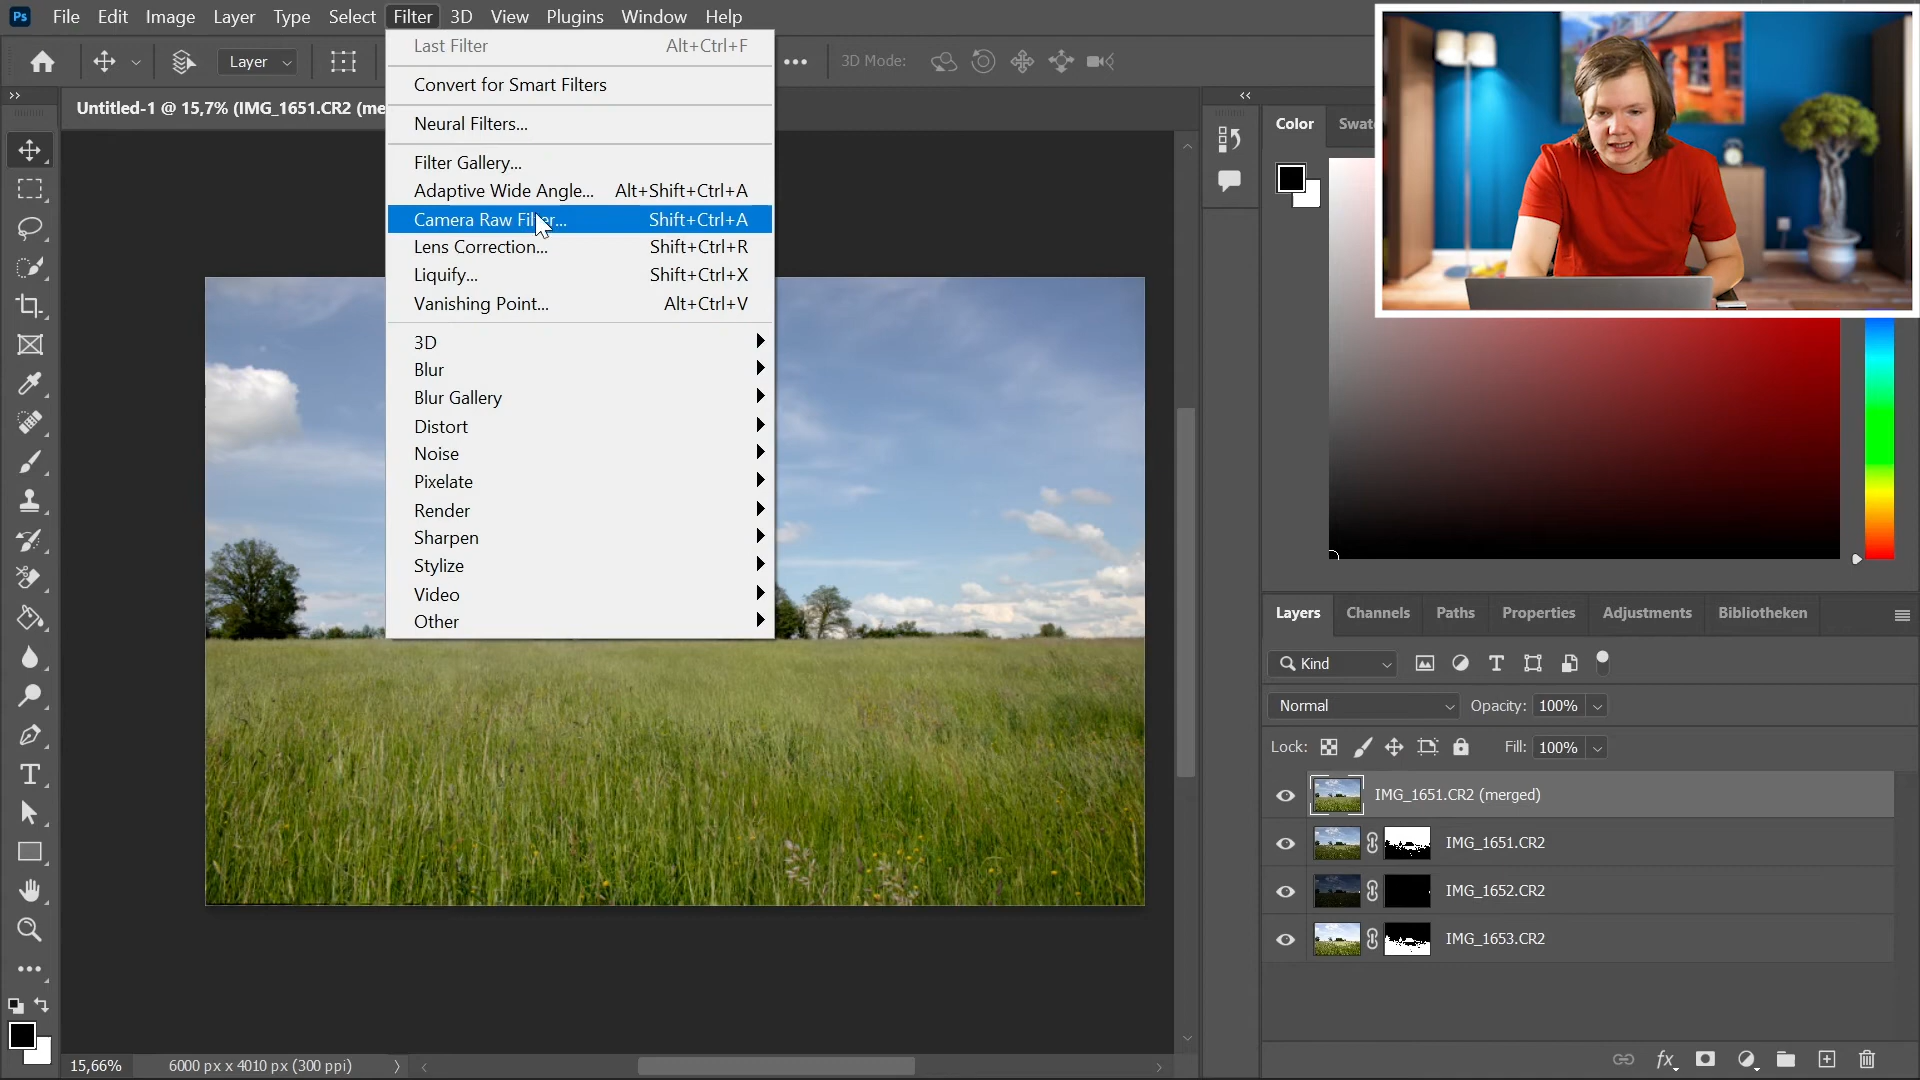 Ps File Edit Image Layer Type Select Filter 3D View Plugins Window Help
Layer
3D Mode:
Untitled-1 @ 15,7% (IMG_1651.CR2 (me
Last Filter Alt+Ctrl+F
Convert for Smart Filters
Neural Filters...
Filter Gallery...
Adaptive Wide Angle... Alt+Shift+Ctrl+A
Camera Raw Filter... Shift+Ctrl+A
Lens Correction... Shift+Ctrl+R
Liquify... Shift+Ctrl+X
Vanishing Point... Alt+Ctrl+V
3D
Blur
Blur Gallery
Distort
Noise
Pixelate
Render
Sharpen
Stylize
Video
Other
Color Swatc
Layers Channels Paths Properties Adjustments Bibliotheken
Kind
Normal Opacity: 100%
Lock: Fill: 100%
IMG_1651.CR2 (merged)
IMG_1651.CR2
IMG_1652.CR2
IMG_1653.CR2
fx
15,66% 6000 px x 4010 px (300 ppi)